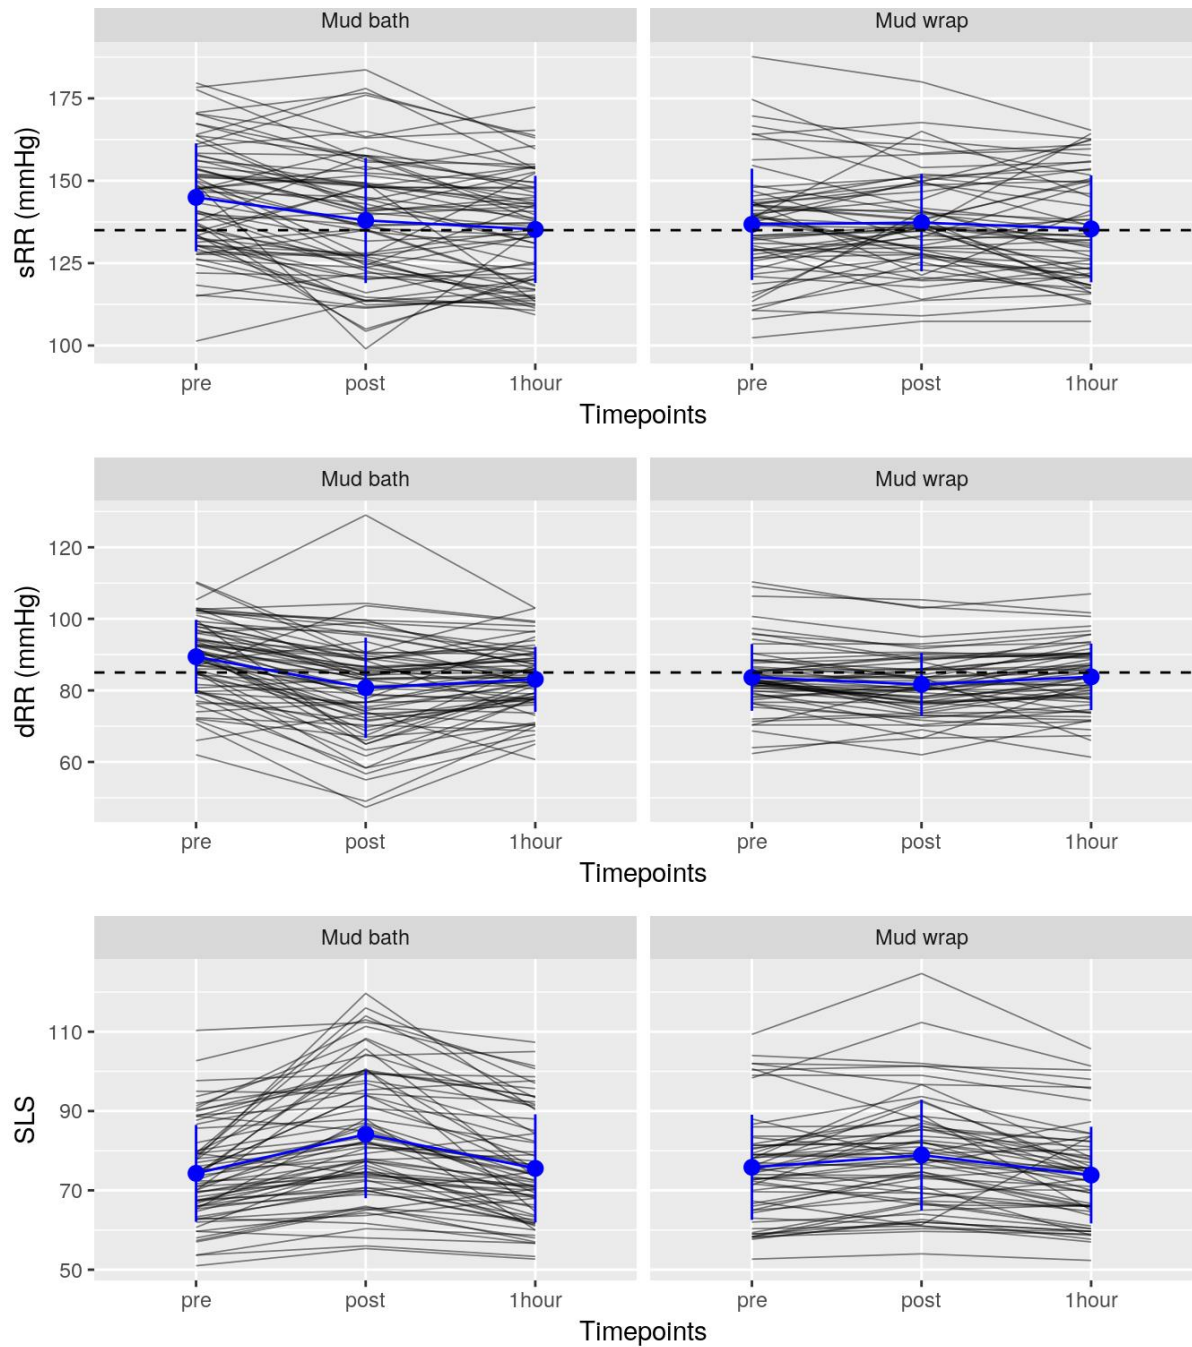 Mud bath
Mud wrap
sRR (mmHg)
175
150
125
100
pre
post
1hour
pre
post
1hour
Timepoints
Mud bath
Mud wrap
dRR (mmHg)
120
100
80
60
pre
post
1hour
pre
post
1hour
Timepoints
Mud bath
Mud wrap
SLS
110
90
70
50
pre
post
1hour
pre
post
1hour
Timepoints